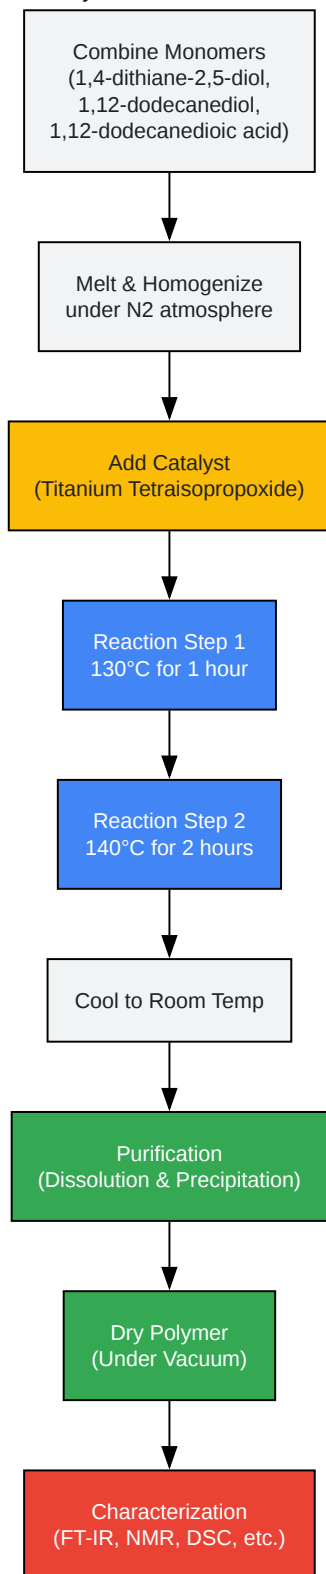 Combine Monomers
(1,4-dithiane-2,5-diol,
1,12-dodecanediol,
1,12-dodecanedioic acid)
Melt & Homogenize
under N2 atmosphere
Add Catalyst
(Titanium Tetraisopropoxide)
Reaction Step 1
130°C for 1 hour
Reaction Step 2
140°C for 2 hours
Cool to Room Temp
Purification
(Dissolution & Precipitation)
Dry Polymer
(Under Vacuum)
Characterization
(FT-IR, NMR, DSC, etc.)